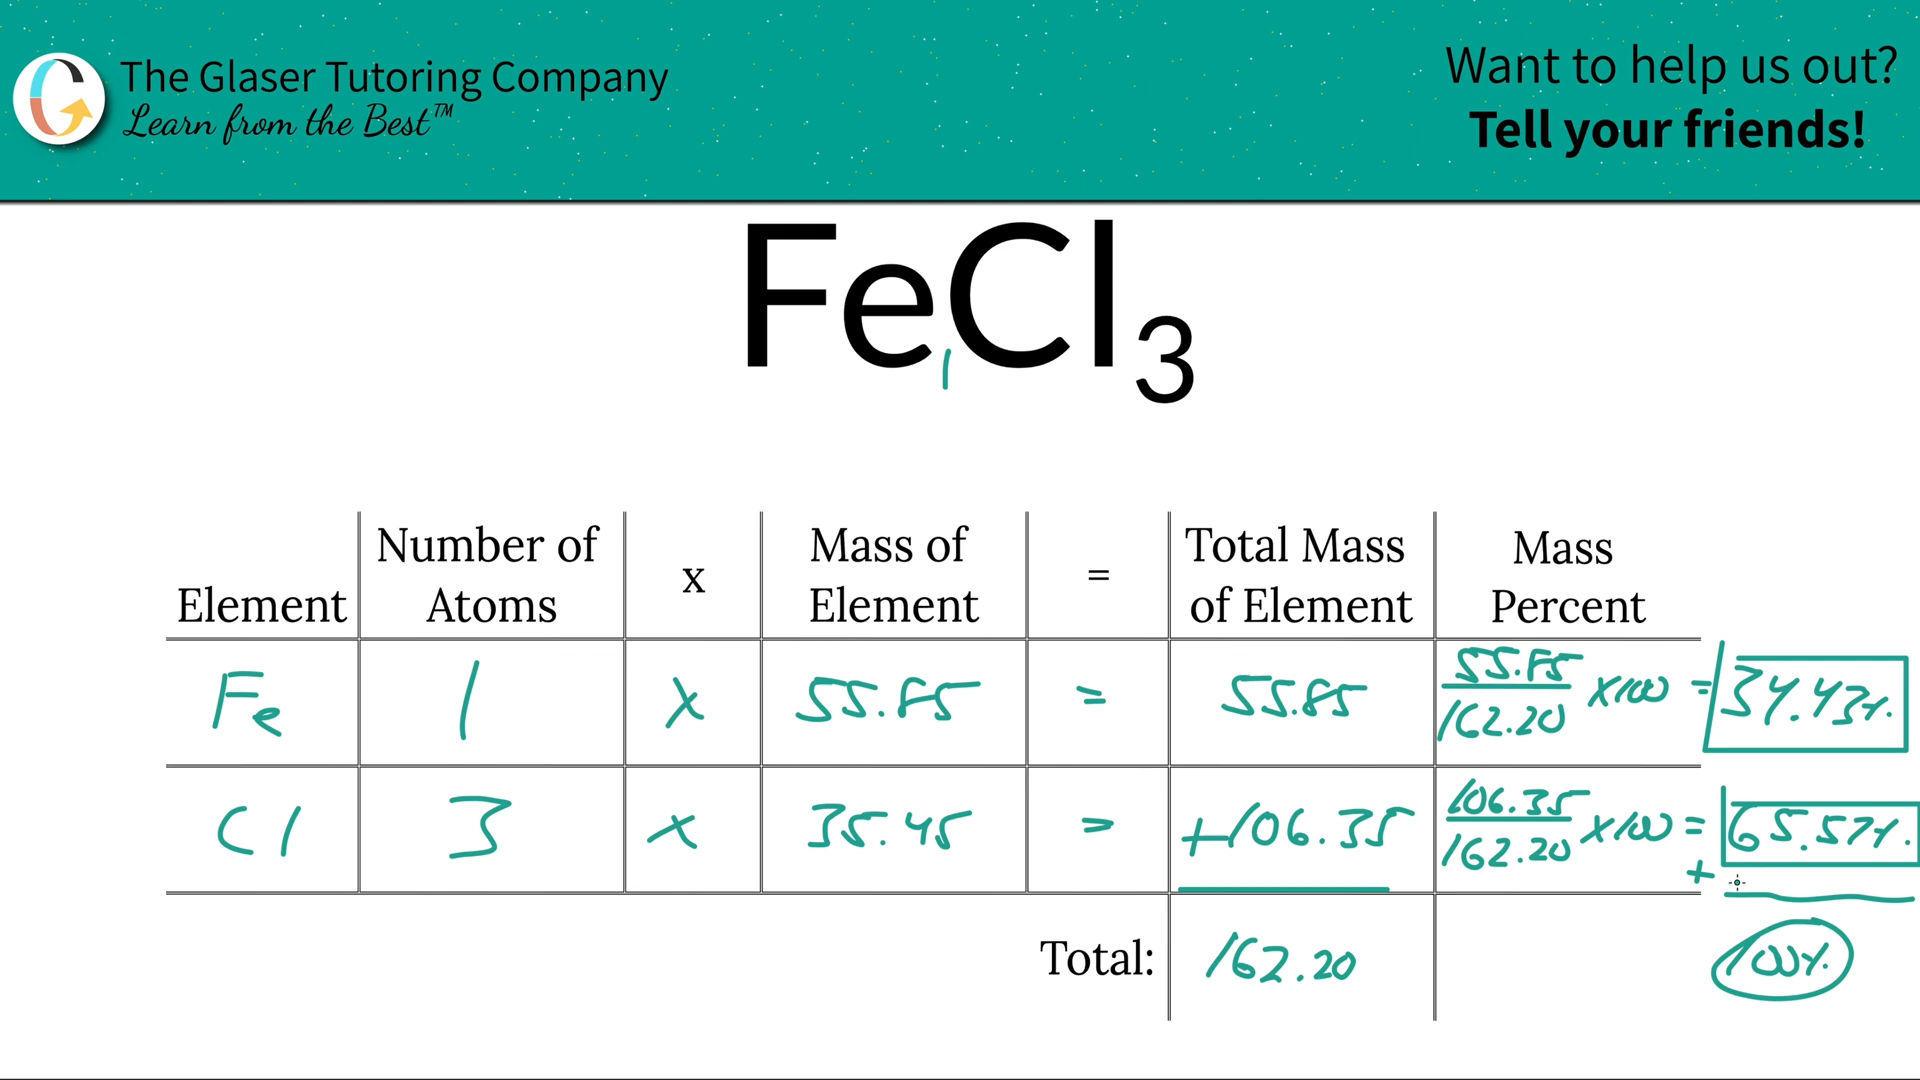 The Glaser Tutoring Company
Learn from the Best™
Want to help us out?
Tell your friends!
FeCl₃
1
Element Number of Atoms x Mass of Element = Total Mass of Element Mass Percent
Fe 1 x 55.85 = 55.85 55.85/162.20 x100 = 34.43%
Cl 3 x 35.45 = +106.35 106.35/162.20 x100 = 65.57%.
+
Total: 162.20 100%